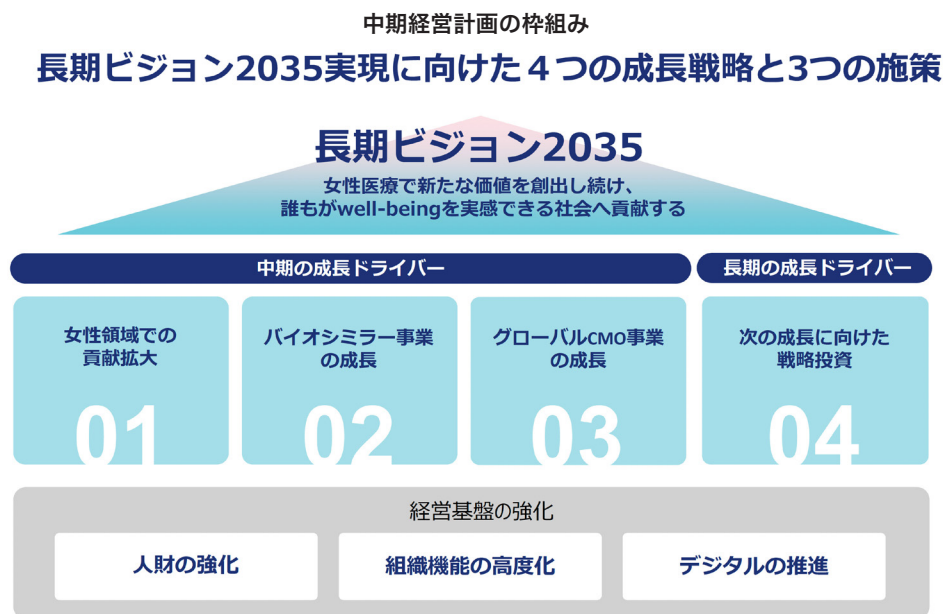 中期経営計画の枠組み
長期ビジョン2035実現に向けた４つの成長戦略と3つの施策
長期ビジョン2035
女性医療で新たな価値を創出し続け、
誰もがwell-beingを実感できる社会へ貢献する
中期の成長ドライバー
長期の成長ドライバー
女性領域での
貢献拡大
01
バイオシミラー事業
の成長
02
グローバルCMO事業
の成長
03
次の成長に向けた
戦略投資
04
経営基盤の強化
人財の強化
組織機能の高度化
デジタルの推進